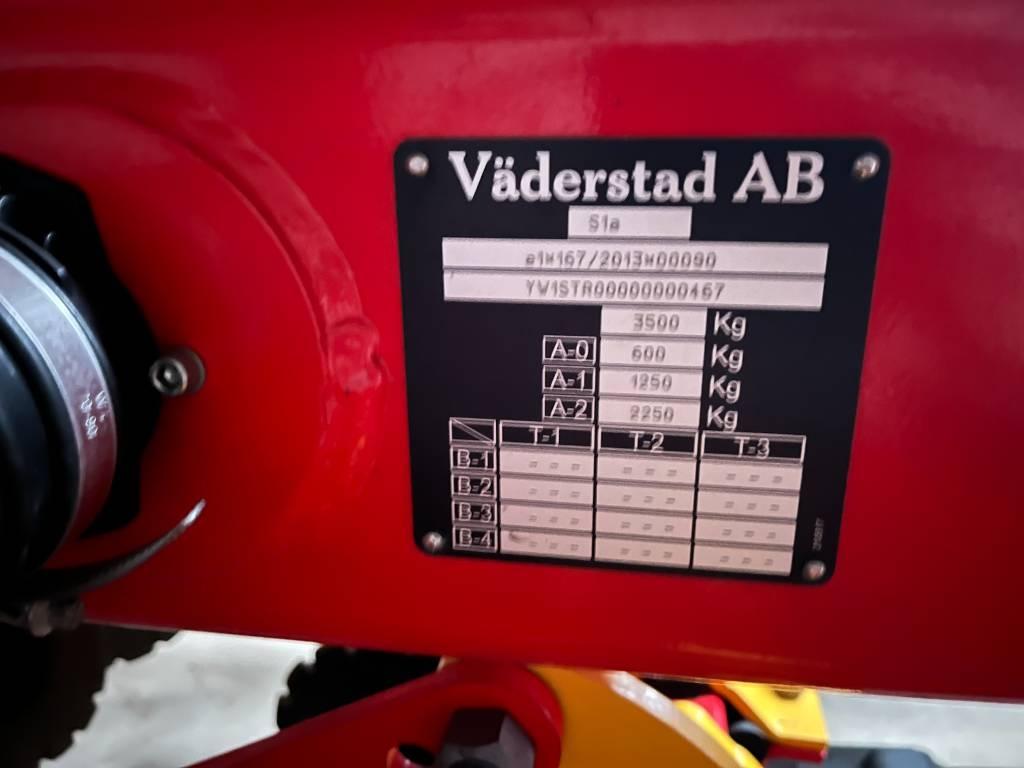 Väderstad AB
S1a
e1*167/2013*00090
YW1STR00000000467
3500 Kg
A-0 600 Kg
A-1 1250 Kg
A-2 2250 Kg
T-1 T-2 T-3
B-1 = = = = = = = = =
B-2 = = = = = = = = =
B-3 = = = = = = = = =
B-4 = = = = = = = = =